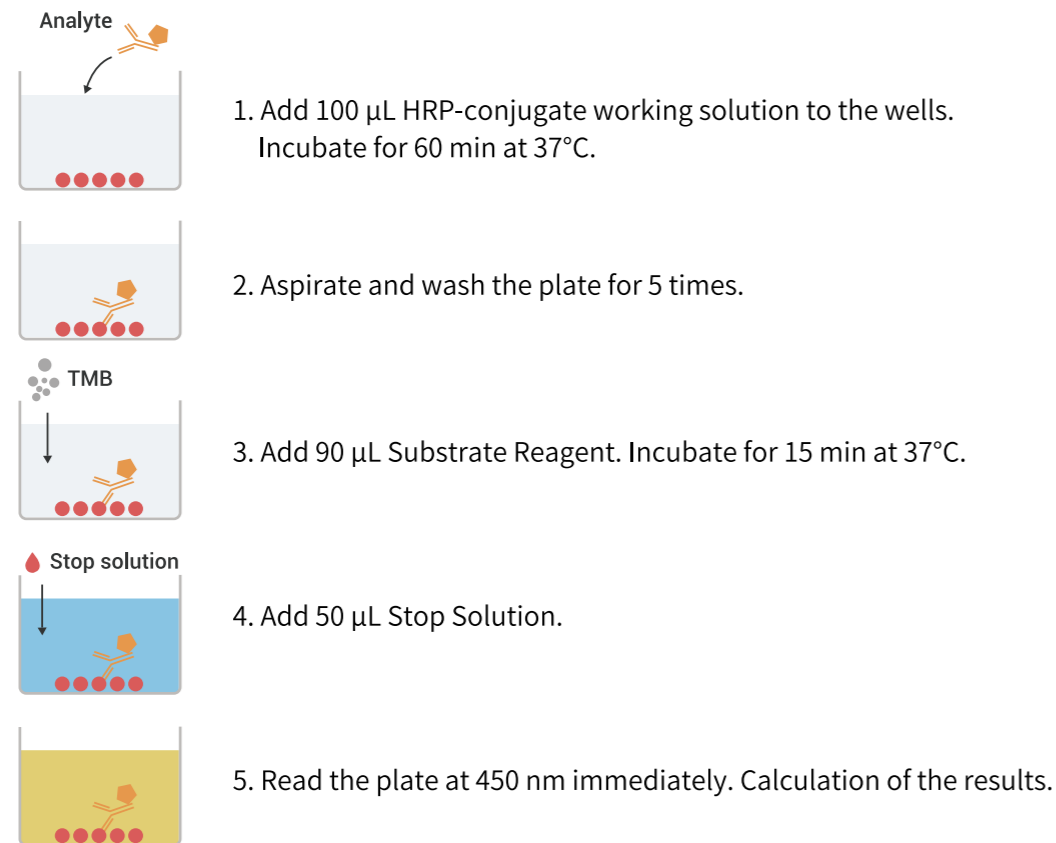 Analyte
1. Add 100 μL HRP-conjugate working solution to the wells.
Incubate for 60 min at 37°C.
2. Aspirate and wash the plate for 5 times.
TMB
3. Add 90 μL Substrate Reagent. Incubate for 15 min at 37°C.
Stop solution
4. Add 50 μL Stop Solution.
5. Read the plate at 450 nm immediately. Calculation of the results.